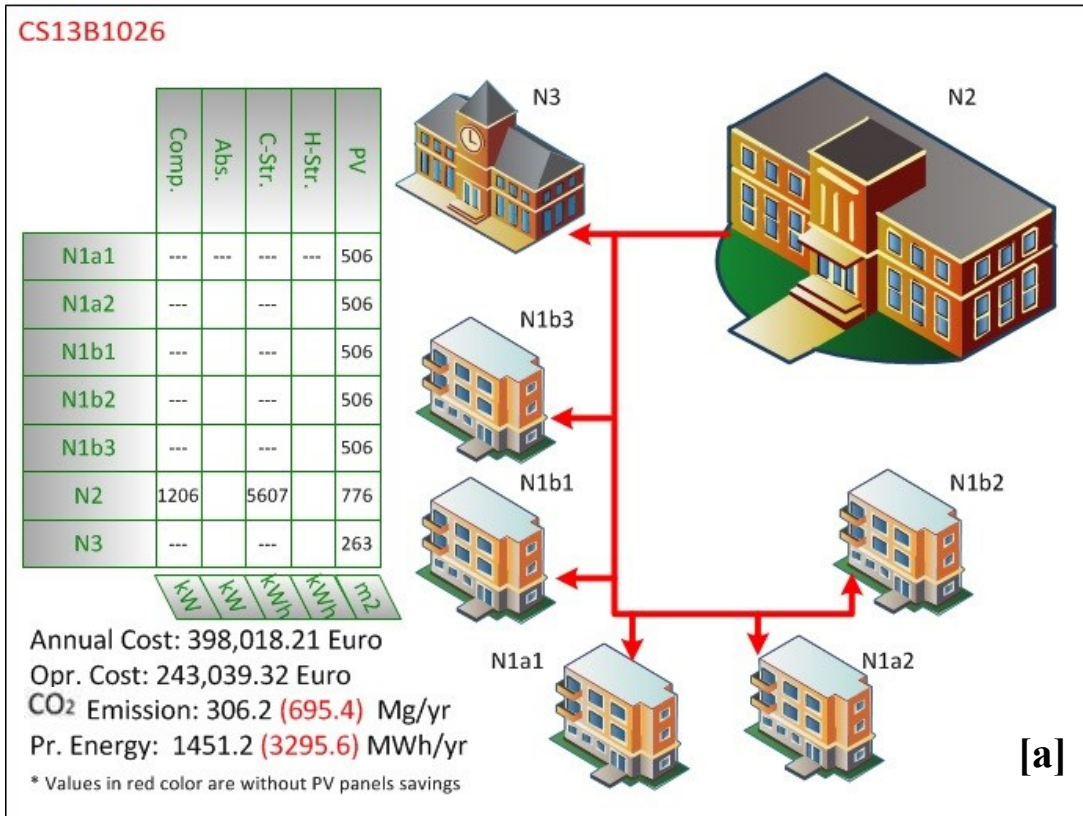 CS13B1026
N3
N2
Comp. Abs. C-Str. H-Str. PV
N1a1 --- --- --- --- 506
N1a2 --- --- 506
N1b1 --- --- 506
N1b2 --- --- 506
N1b3 --- --- 506
N2 1206 5607 776
N3 --- --- 263
kW kW kWh kWh m2
N1b3
N1b1
N1b2
N1a1
N1a2
Annual Cost: 398,018.21 Euro
Opr. Cost: 243,039.32 Euro
CO2 Emission: 306.2 (695.4) Mg/yr
Pr. Energy: 1451.2 (3295.6) MWh/yr
* Values in red color are without PV panels savings
[a]